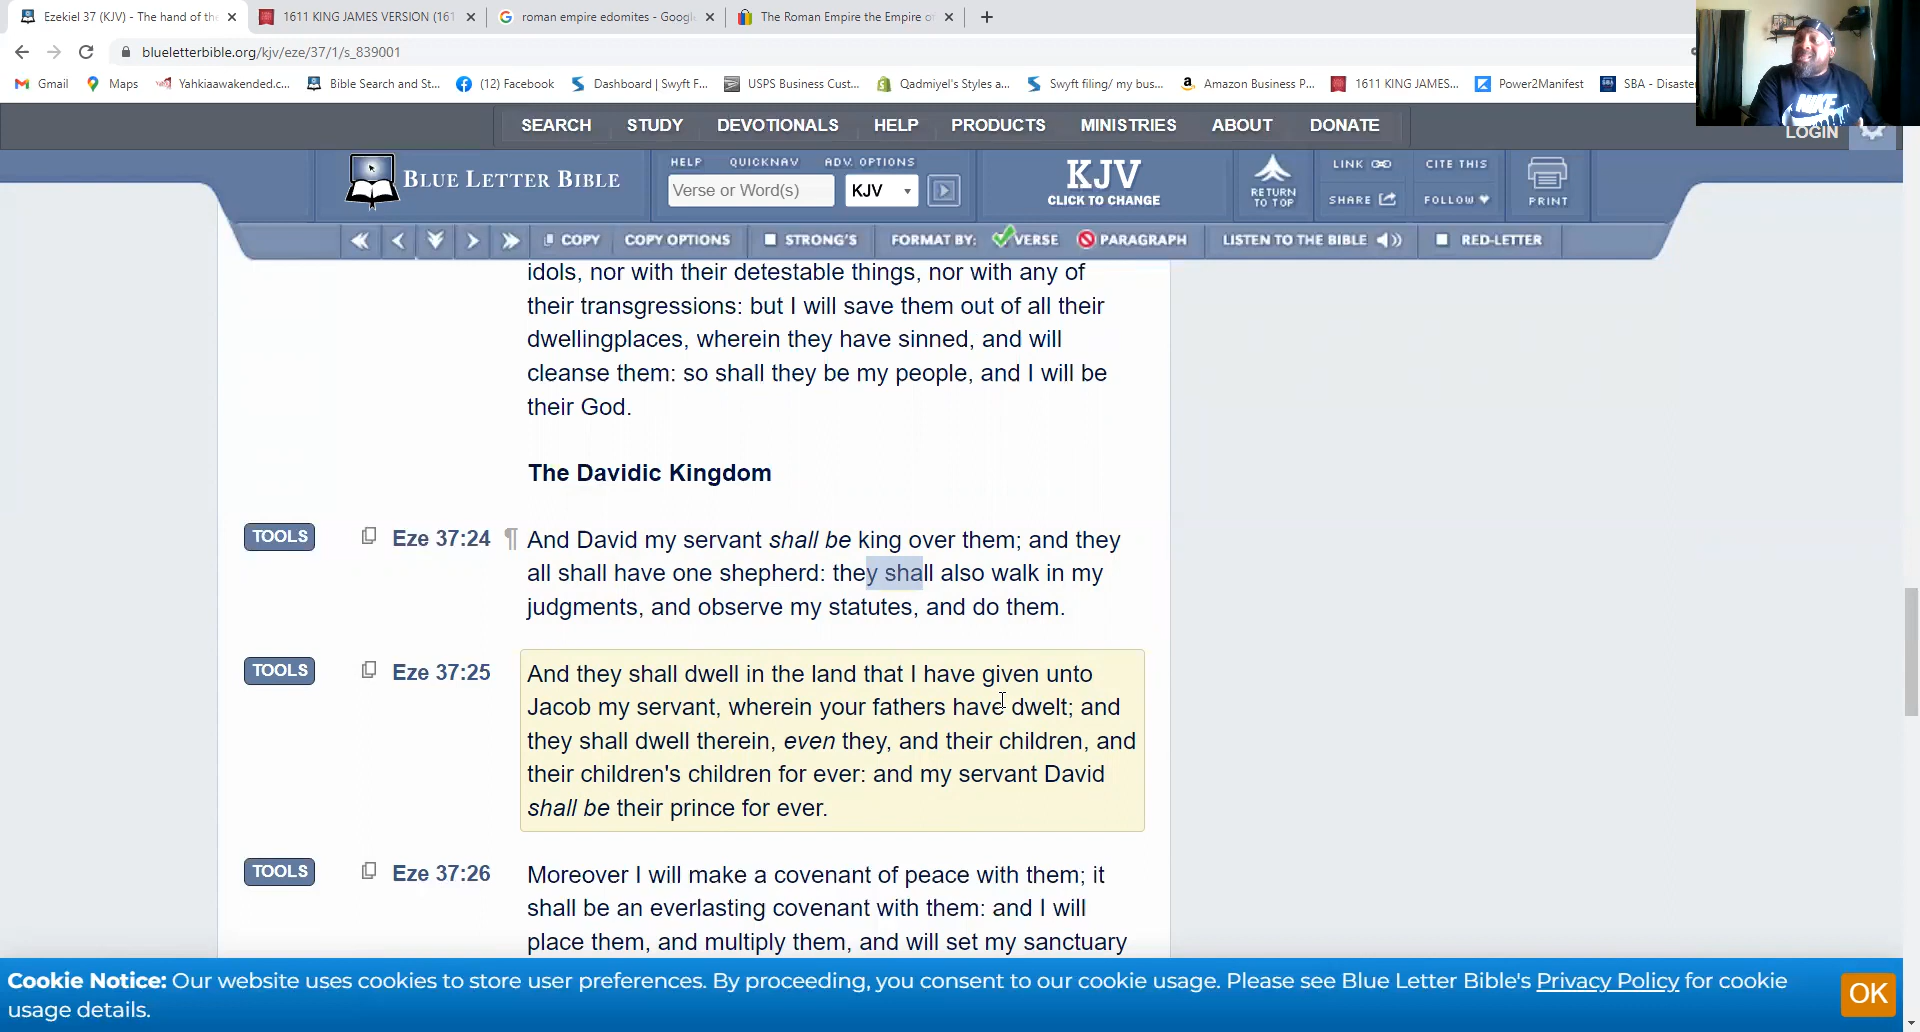 Ezekiel 37 (KJV) - The hand of the
1611 KING JAMES VERSION (161
roman empire edomites - Googl
The Roman Empire the Empire o
blueletterbible.org/kjv/eze/37/1/s_839001
Gmail
Maps
Yahkiaawakended.c...
Bible Search and St...
(12) Facebook
Dashboard | Swyft F...
USPS Business Cust...
Qadmiyel's Styles a...
Swyft filing/ my bus...
Amazon Business P...
1611 KING JAMES...
Power2Manifest
SBA - Disaste
NIKE
SEARCH STUDY DEVOTIONALS HELP PRODUCTS MINISTRIES ABOUT DONATE LOGIN
BLUE LETTER BIBLE
HELP QUICKNAV ADV. OPTIONS
Verse or Word(s) KJV
KJV
CLICK TO CHANGE
RETURN
TO TOP
LINK CITE THIS
SHARE FOLLOW
PRINT
COPY COPY OPTIONS STRONG'S FORMAT BY: VERSE PARAGRAPH LISTEN TO THE BIBLE RED-LETTER
idols, nor with their detestable things, nor with any of
their transgressions: but I will save them out of all their
dwellingplaces, wherein they have sinned, and will
cleanse them: so shall they be my people, and I will be
their God.
The Davidic Kingdom
TOOLS Eze 37:24 ¶ And David my servant shall be king over them; and they
all shall have one shepherd: they shall also walk in my
judgments, and observe my statutes, and do them.
TOOLS Eze 37:25 And they shall dwell in the land that I have given unto
Jacob my servant, wherein your fathers have dwelt; and
they shall dwell therein, even they, and their children, and
their children's children for ever: and my servant David
shall be their prince for ever.
TOOLS Eze 37:26 Moreover I will make a covenant of peace with them; it
shall be an everlasting covenant with them: and I will
place them, and multiply them, and will set my sanctuary
Cookie Notice: Our website uses cookies to store user preferences. By proceeding, you consent to our cookie usage. Please see Blue Letter Bible's Privacy Policy for cookie
usage details.
OK